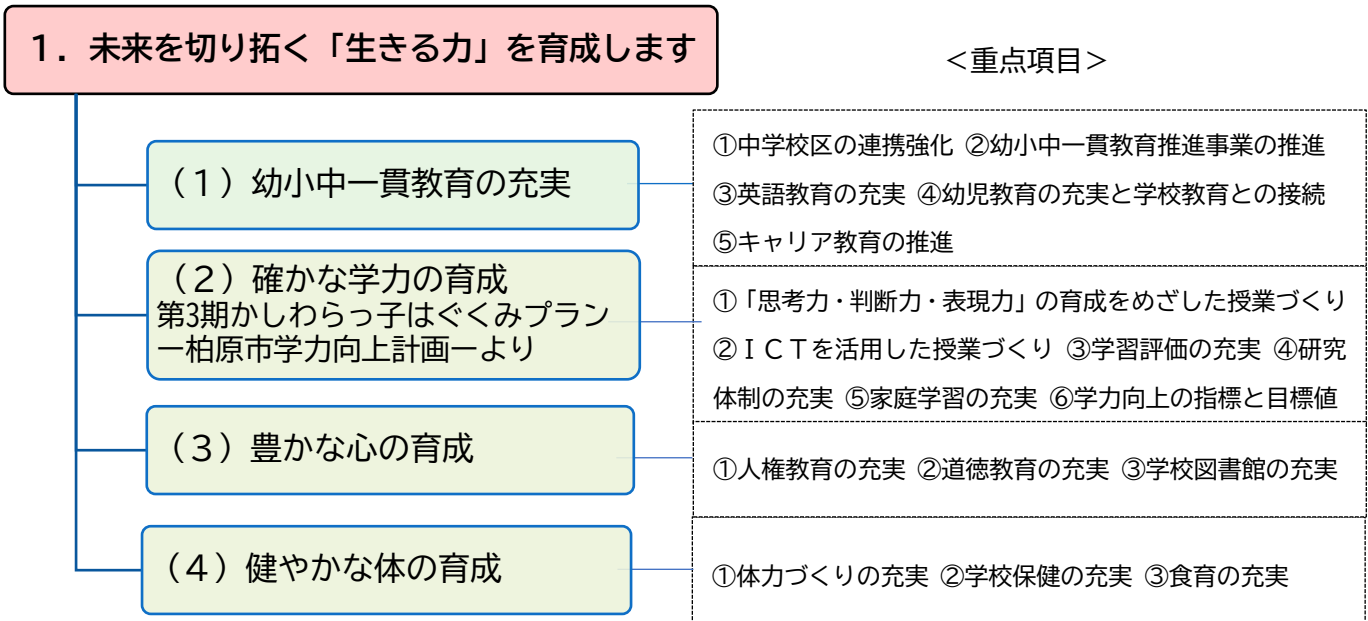 １．未来を切り拓く「生きる力」を育成します
＜重点項目＞
（１）幼小中一貫教育の充実
①中学校区の連携強化 ②幼小中一貫教育推進事業の推進
③英語教育の充実 ④幼児教育の充実と学校教育との接続
⑤キャリア教育の推進
（２）確かな学力の育成
第3期かしわらっ子はぐくみプラン
ー柏原市学力向上計画ーより
①「思考力・判断力・表現力」の育成をめざした授業づくり
②ＩＣＴを活用した授業づくり ③学習評価の充実 ④研究
体制の充実 ⑤家庭学習の充実 ⑥学力向上の指標と目標値
（３）豊かな心の育成
①人権教育の充実 ②道徳教育の充実 ③学校図書館の充実
（４）健やかな体の育成
①体力づくりの充実 ②学校保健の充実 ③食育の充実